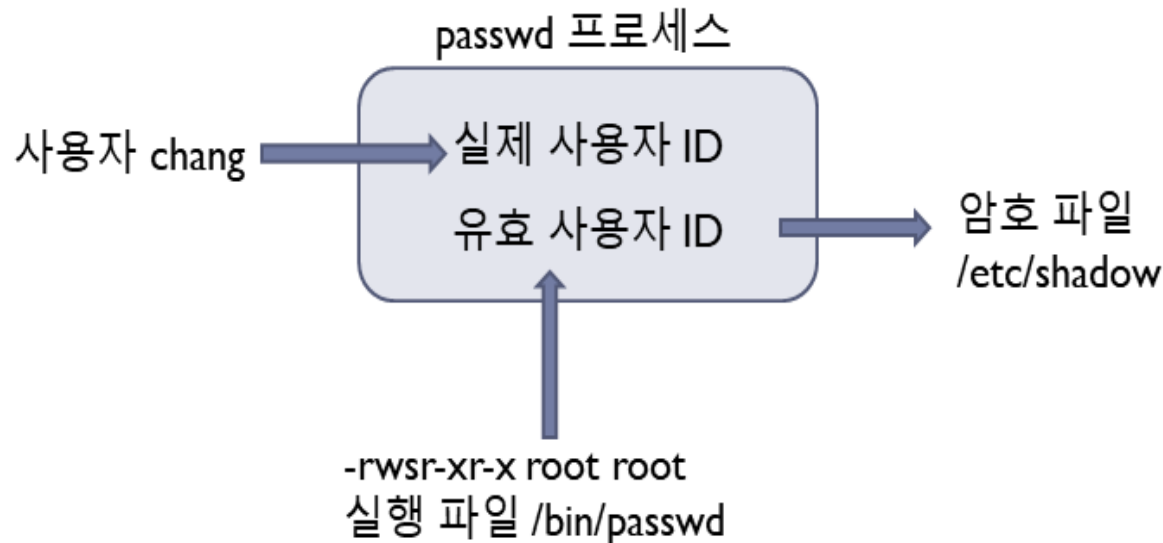 passwd 프로세스
사용자 chang
실제 사용자 ID
유효 사용자 ID
암호 파일
/etc/shadow
-rwsr-xr-x root root
실행 파일 /bin/passwd